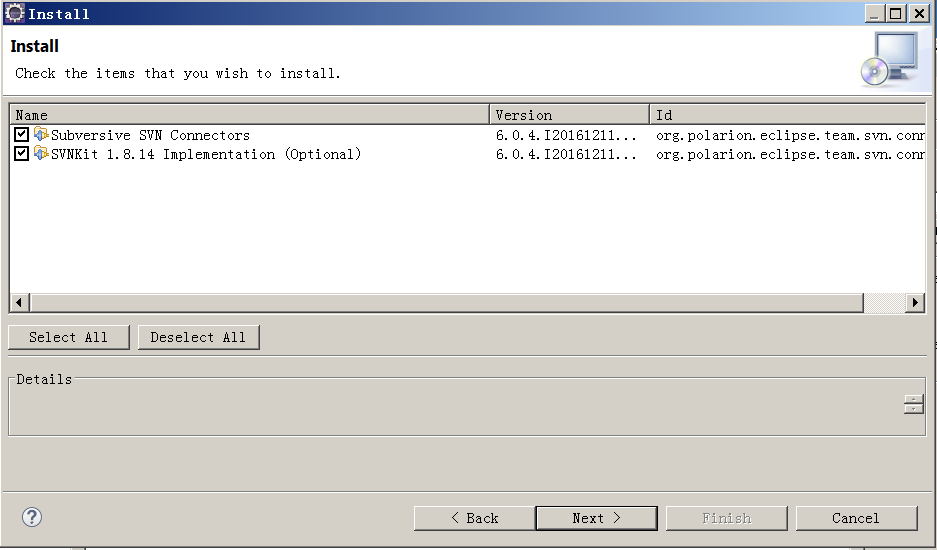 Install
Install
Check the items that you wish to install.
Name Version Id
Subversive SVN Connectors 6.0.4.I20161211... org.polarion.eclipse.team.svn.conn
SVNKit 1.8.14 Implementation (Optional) 6.0.4.I20161211... org.polarion.eclipse.team.svn.conn
Select All Deselect All
Details
? < Back Next > Finish Cancel